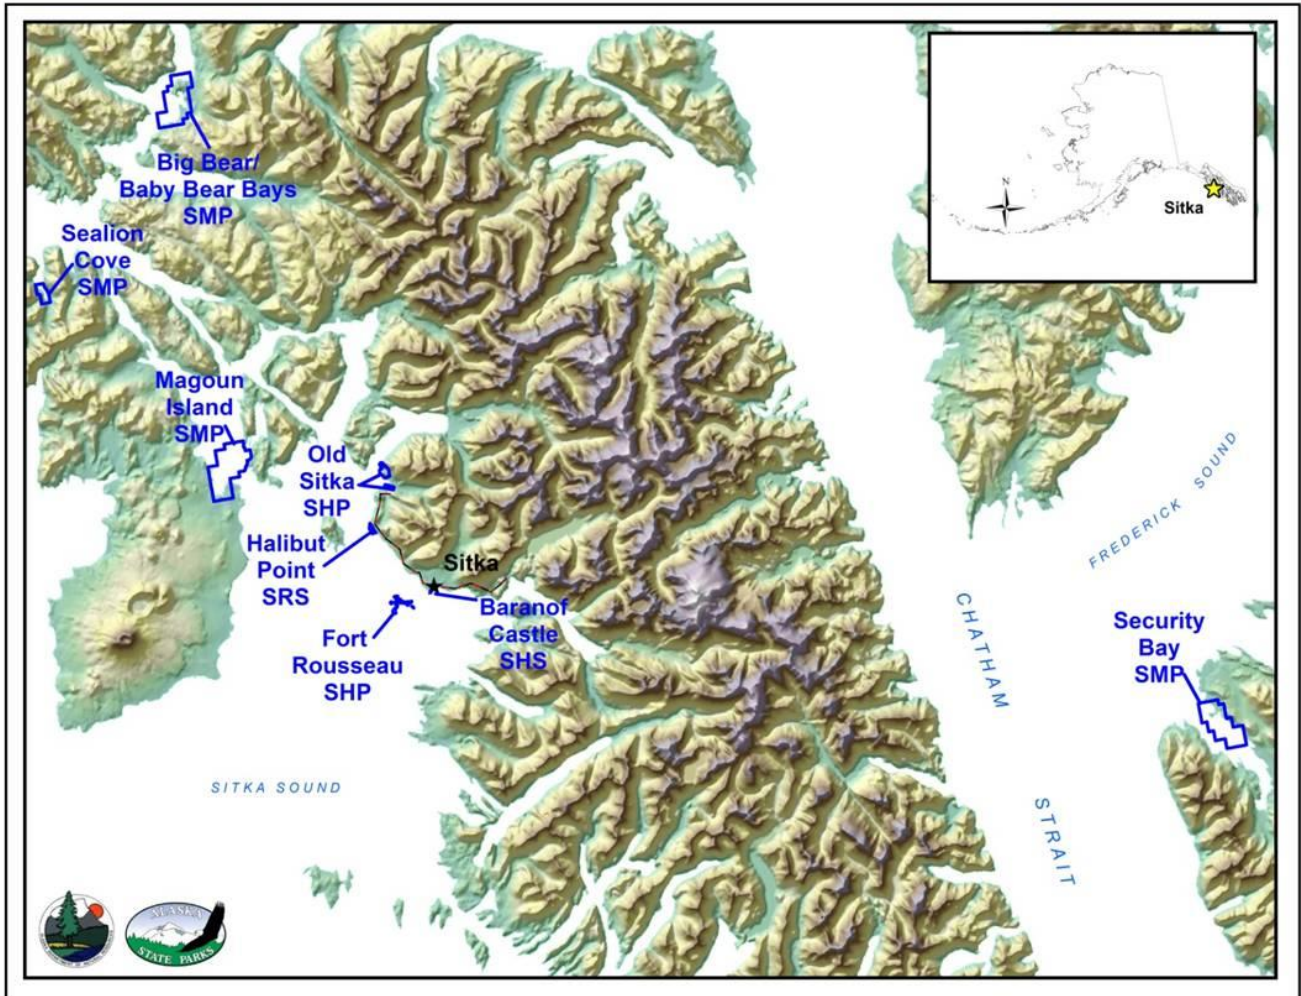 Big Bear/
Baby Bear Bays
SMP
Sealion
Cove
SMP
Magoun
Island
SMP
Old
Sitka
SHP
Halibut
Point
SRS
Sitka
Baranof
Castle
SHS
Fort
Rousseau
SHP
Security
Bay
SMP
N
Sitka
FREDERICK SOUND
CHATHAM
STRAIT
SITKA SOUND
ALASKA
STATE PARKS